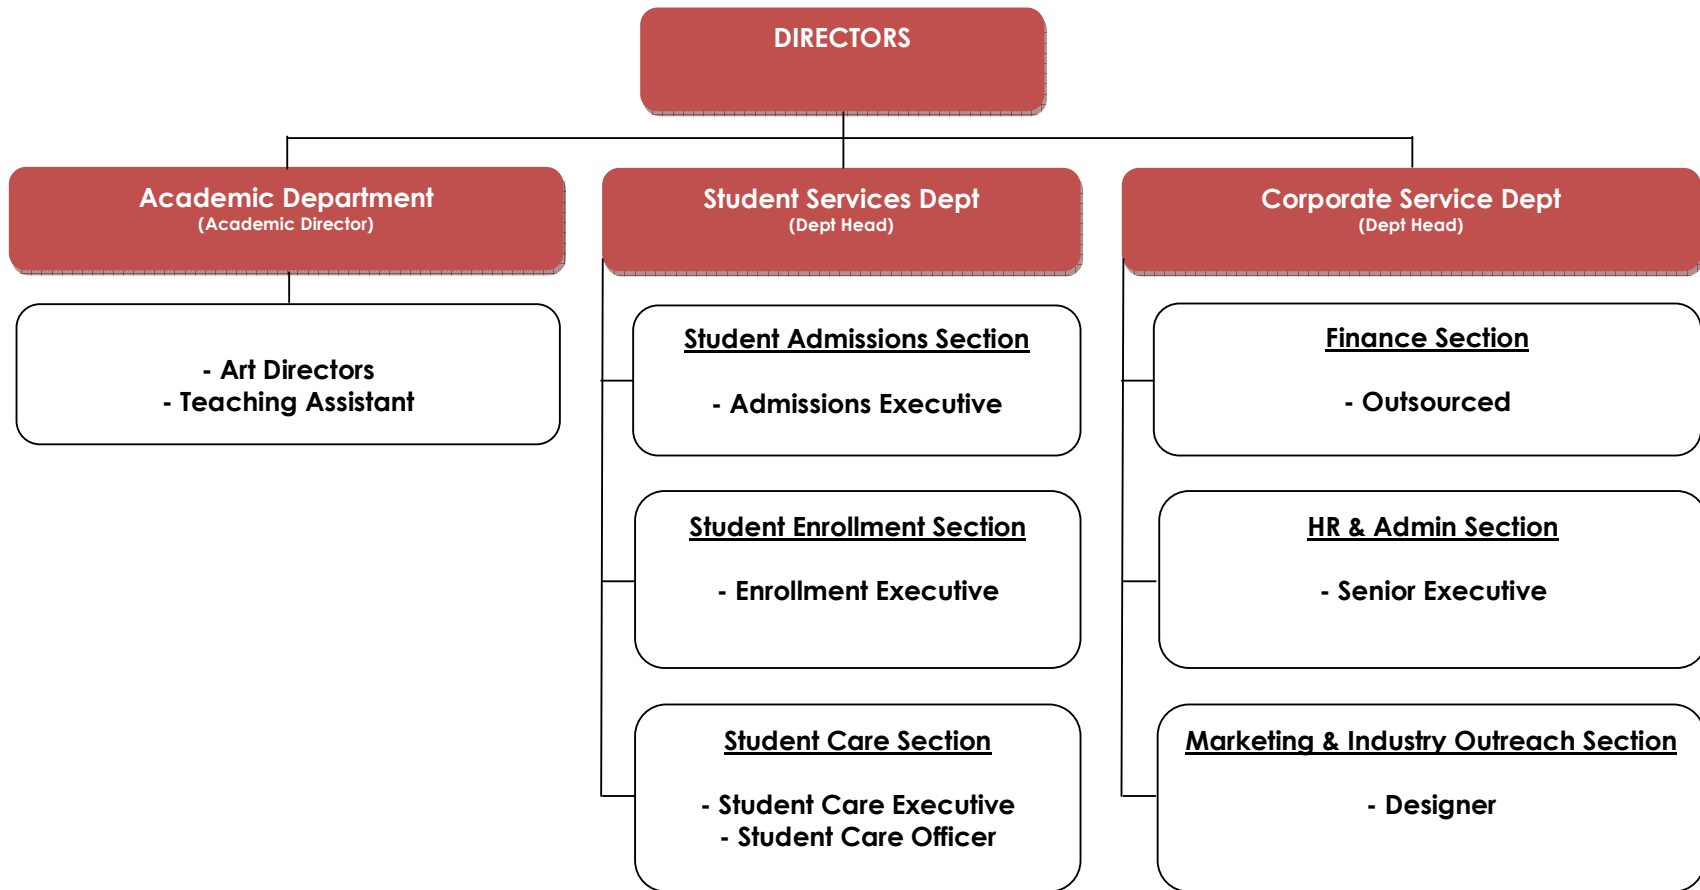 DIRECTORS
Academic Department
(Academic Director)
- Art Directors
- Teaching Assistant
Student Services Dept
(Dept Head)
Student Admissions Section
- Admissions Executive
Student Enrollment Section
- Enrollment Executive
Student Care Section
- Student Care Executive
- Student Care Officer
Corporate Service Dept
(Dept Head)
Finance Section
- Outsourced
HR & Admin Section
- Senior Executive
Marketing & Industry Outreach Section
- Designer